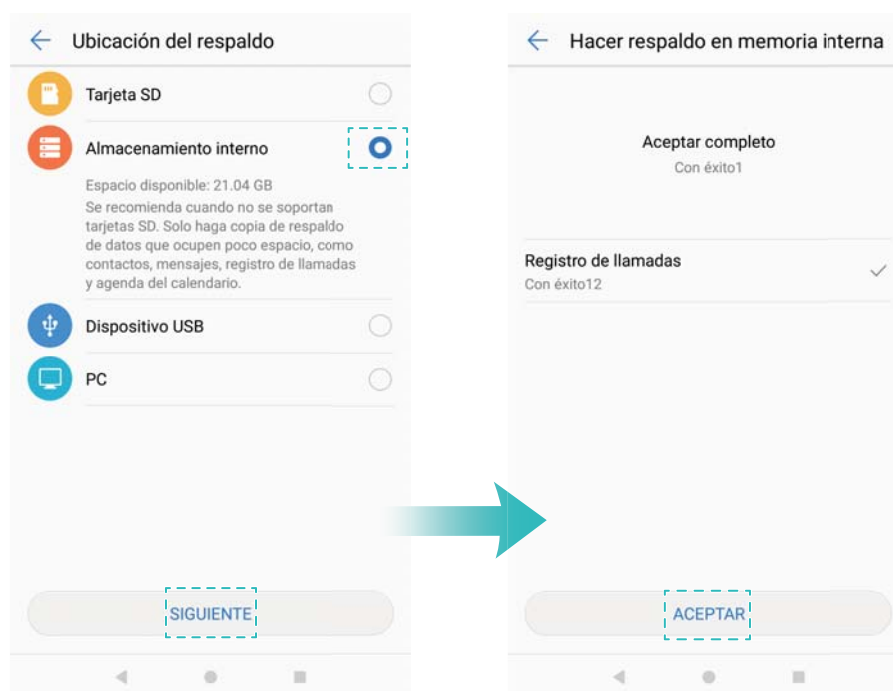 Ubicación del respaldo
Tarjeta SD
Almacenamiento interno
Espacio disponible: 21.04 GB
Se recomienda cuando no se soportan
tarjetas SD. Solo haga copia de respaldo
de datos que ocupen poco espacio, como
contactos, mensajes, registro de llamadas
y agenda del calendario.
Dispositivo USB
PC
SIGUIENTE
Hacer respaldo en memoria interna
Aceptar completo
Con éxito1
Registro de llamadas
Con éxito12
ACEPTAR